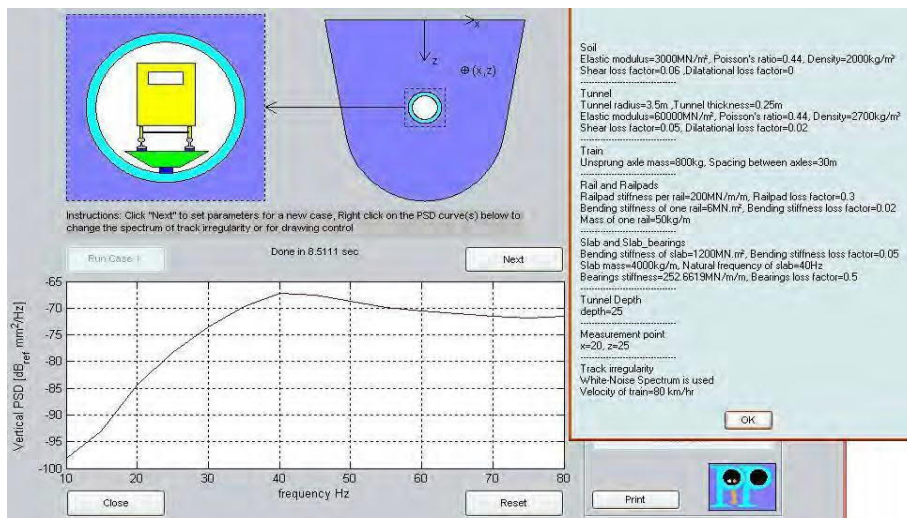 x
z
⊕(x,z)
Instructions: Click "Next" to set parameters for a new case, Right click on the PSD curve(s) below to
change the spectrum of track irregularity or for drawing control
Run Case 1
Done in 8.5111 sec
Next
Vertical PSD [dB_ref mm²/Hz]
-65
-70
-75
-80
-85
-90
-95
-100
10 20 30 40 50 60 70 80
frequency Hz
Close
Reset
Soil
Elastic modulus=3000MN/m², Poisson's ratio=0.44, Density=2000kg/m³
Shear loss factor=0.06 ,Dilatational loss factor=0
------------------------------
Tunnel
Tunnel radius=3.5m ,Tunnel thickness=0.25m
Elastic modulus=60000MN/m², Poisson's ratio=0.44, Density=2700kg/m³
Shear loss factor=0.05, Dilatational loss factor=0.02
------------------------------
Train
Unsprung axle mass=800kg, Spacing between axles=30m
------------------------------
Rail and Railpads
Railpad stiffness per rail=200MN/m/m, Railpad loss factor=0.3
Bending stiffness of one rail=6MN.m², Bending stiffness loss factor=0.02
Mass of one rail=50kg/m
------------------------------
Slab and Slab_bearings
Bending stiffness of slab=1200MN.m², Bending stiffness loss factor=0.05
Slab mass=4000kg/m, Natural frequency of slab=40Hz
Bearings stiffness=252.6619MN/m/m, Bearings loss factor=0.5
------------------------------
Tunnel Depth
depth=25
------------------------------
Measurement point
x=20, z=25
------------------------------
Track irregularity
White-Noise Spectrum is used
Velocity of train=80 km/hr
OK
Print